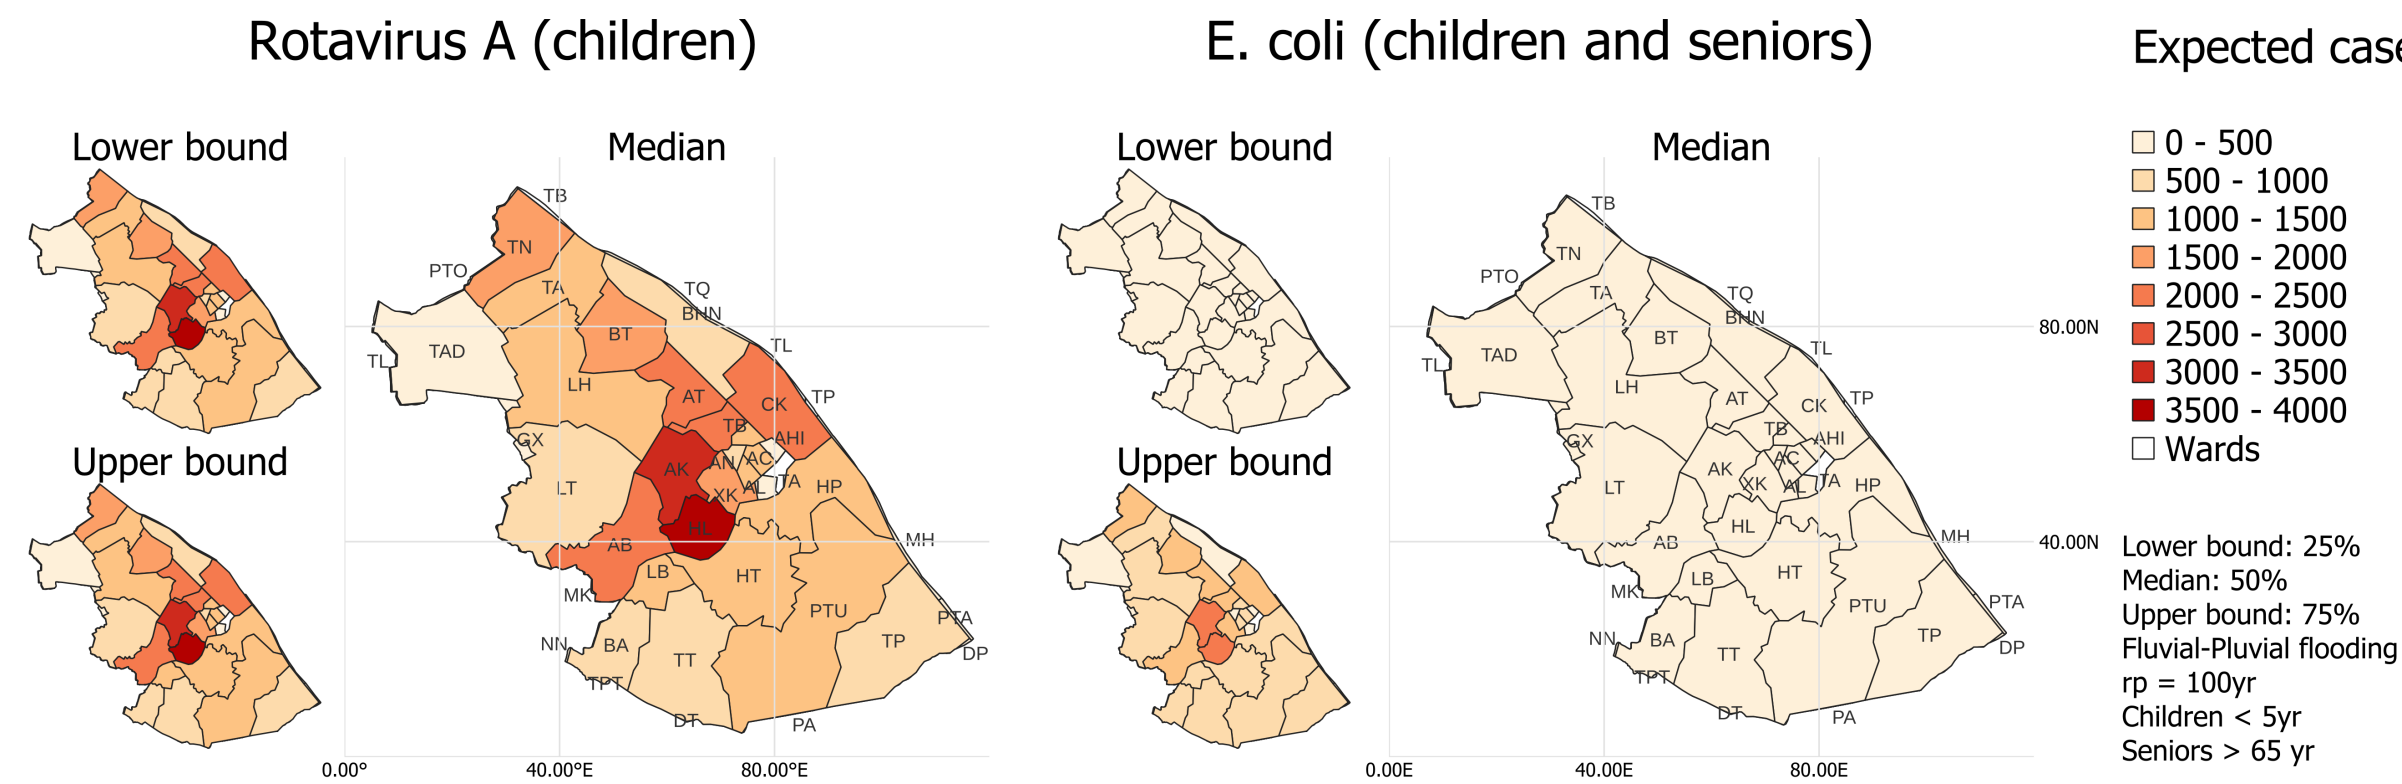 Rotavirus A (children)
E. coli (children and seniors)
Expected case
Lower bound
Median
Lower bound
Median
Upper bound
Upper bound
TB
TN
PTO
TA
TQ
BHN
BT
TL
TAD
TL
LH
AT
TP
CK
TB
AHI
GX
AN
AC
AK
LT
XK
AL
TA
HP
HL
AB
MH
LB
HT
MK
PTU
PTA
NN
BA
TP
DP
TT
TPT
DT
PA
0.00°
40.00°E
80.00°E
TB
TN
PTO
TA
TQ
BHN
BT
TL
TAD
TL
LH
AT
TP
CK
TB
AHI
GX
AC
AK
LT
XK
AL
TA
HP
HL
AB
MH
LB
HT
MK
PTU
PTA
NN
BA
TP
DP
TT
TPT
DT
PA
80.00N
40.00N
0.00E
40.00E
80.00E
0 - 500
500 - 1000
1000 - 1500
1500 - 2000
2000 - 2500
2500 - 3000
3000 - 3500
3500 - 4000
Wards
Lower bound: 25%
Median: 50%
Upper bound: 75%
Fluvial-Pluvial flooding
rp = 100yr
Children < 5yr
Seniors > 65 yr